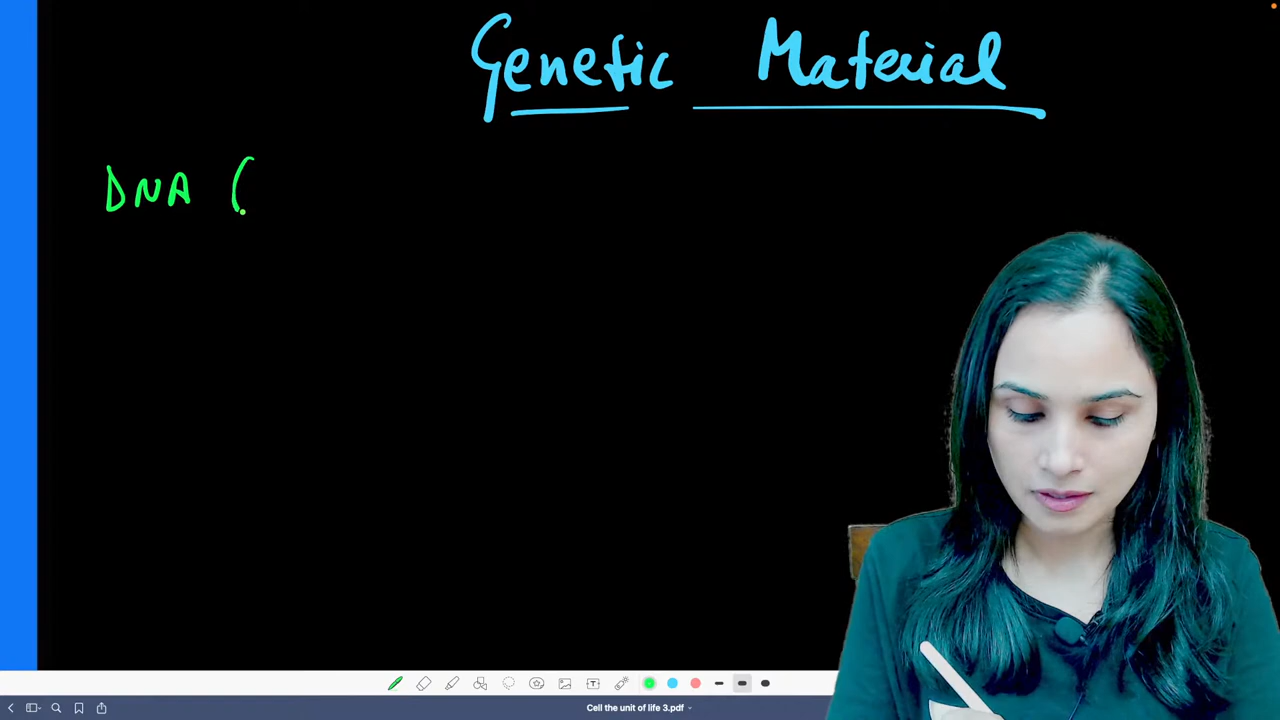 Genetic Material
DNA (
Cell the unit of life 3.pdf